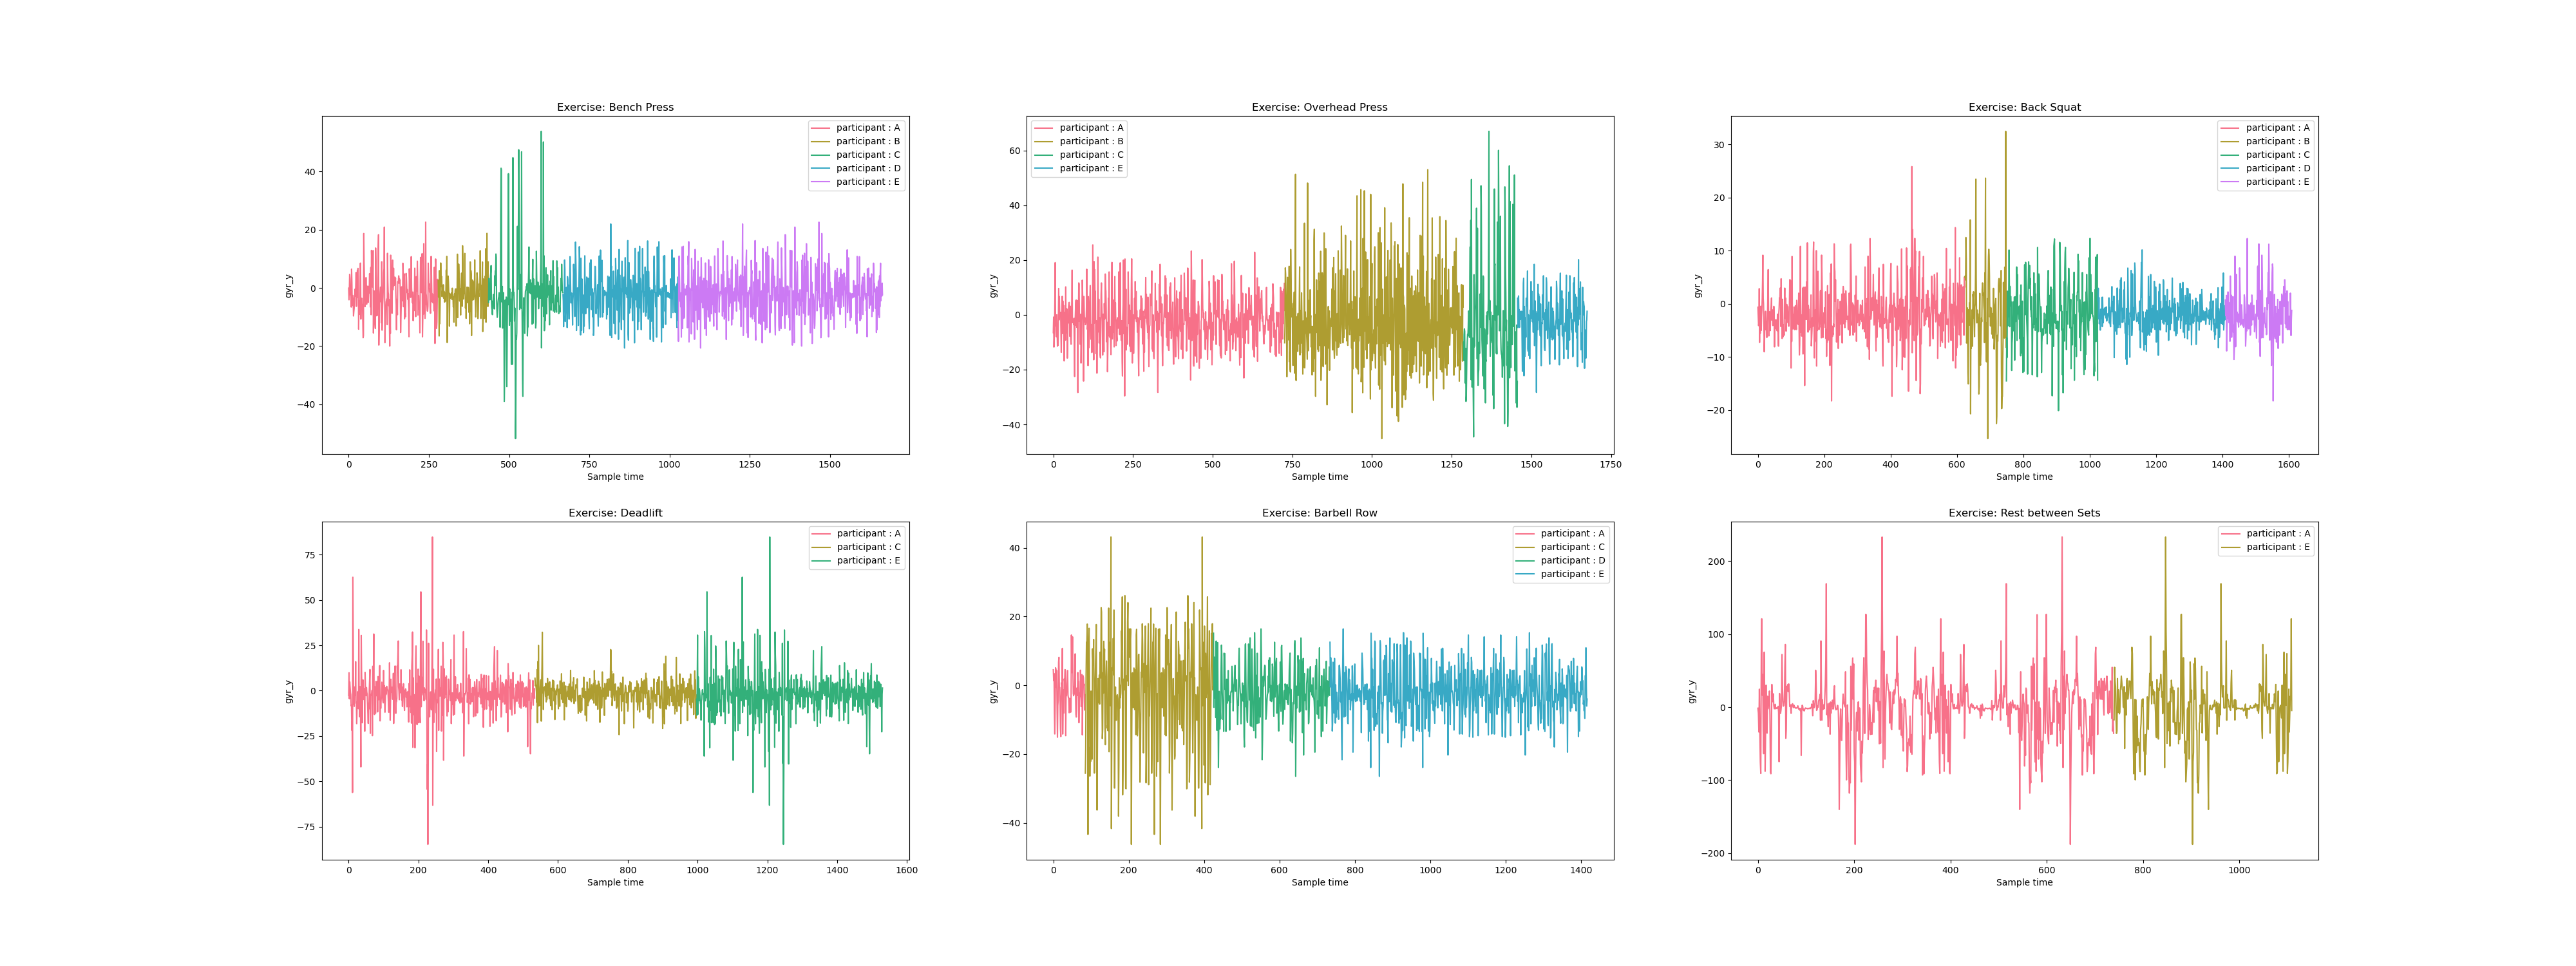 Exercise: Bench Press
participant : A
participant : B
participant : C
participant : D
participant : E
40
20
0
−20
−40
gyr_y
0 250 500 750 1000 1250 1500
Sample time
Exercise: Overhead Press
participant : A
participant : B
participant : C
participant : E
60
40
20
0
−20
−40
gyr_y
0 250 500 750 1000 1250 1500 1750
Sample time
Exercise: Back Squat
participant : A
participant : B
participant : C
participant : D
participant : E
30
20
10
0
−10
−20
gyr_y
0 200 400 600 800 1000 1200 1400 1600
Sample time
Exercise: Deadlift
participant : A
participant : C
participant : E
75
50
25
0
−25
−50
−75
gyr_y
0 200 400 600 800 1000 1200 1400 1600
Sample time
Exercise: Barbell Row
participant : A
participant : C
participant : D
participant : E
40
20
0
−20
−40
gyr_y
0 200 400 600 800 1000 1200 1400
Sample time
Exercise: Rest between Sets
participant : A
participant : E
200
100
0
−100
−200
gyr_y
0 200 400 600 800 1000
Sample time